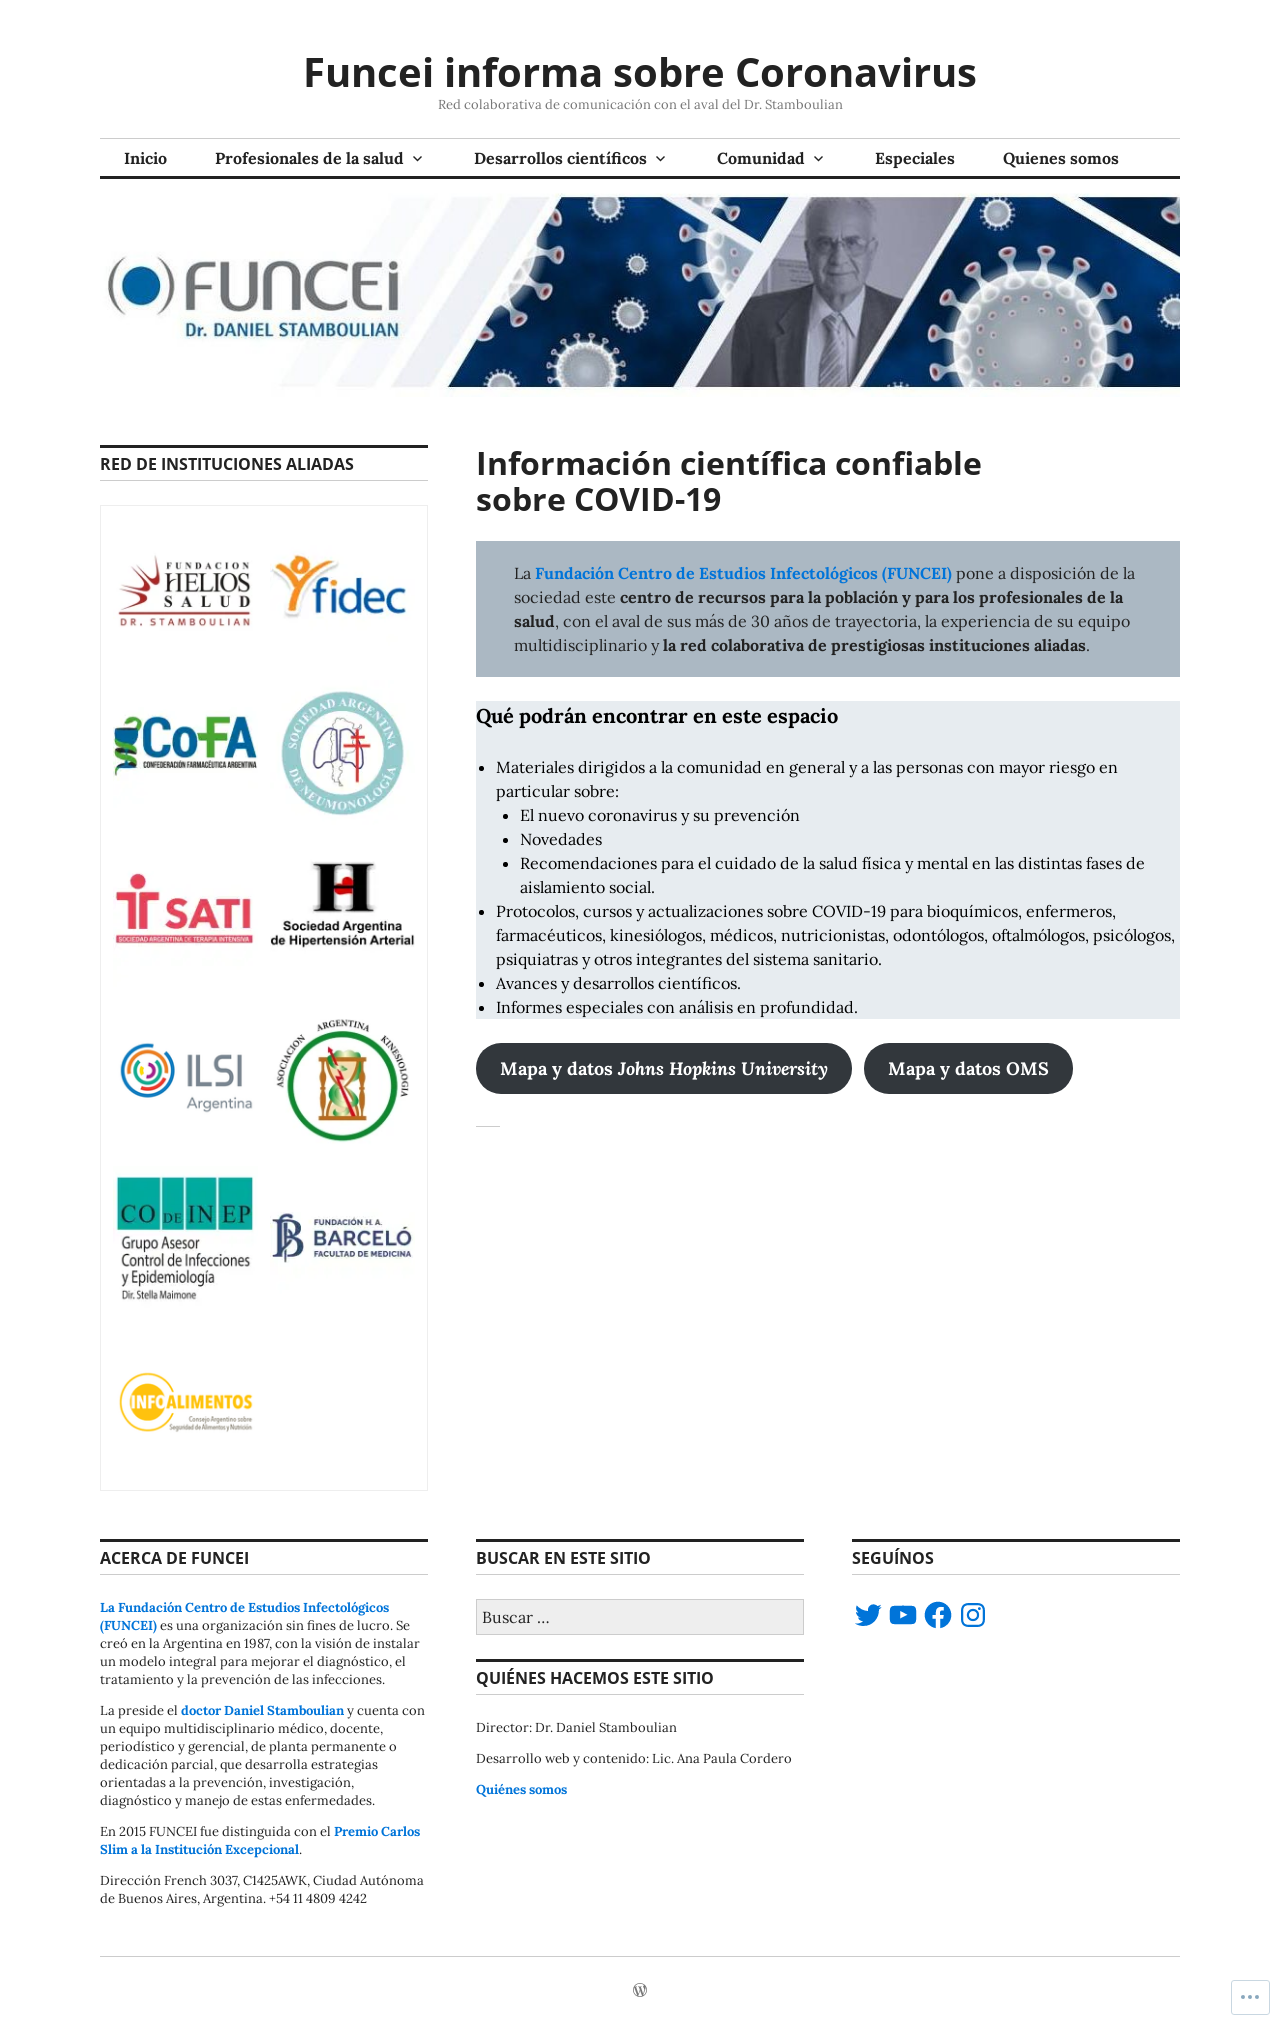 Funcei informa sobre Coronavirus
Red colaborativa de comunicación con el aval del Dr. Stamboulian
Inicio
Profesionales de la salud
Desarrollos científicos
Comunidad
Especiales
Quienes somos
FUNCEi
Dr. DANIEL STAMBOULIAN
RED DE INSTITUCIONES ALIADAS
FUNDACION
HELIOS
SALUD
DR. STAMBOULIAN
fidec
COFA
CONFEDERACIÓN FARMACÉUTICA ARGENTINA
SOCIEDAD ARGENTINA
DE NEUMONOLOGÍA
SATI
SOCIEDAD ARGENTINA DE TERAPIA INTENSIVA
H
Sociedad Argentina
de Hipertensión Arterial
ILSI
Argentina
ASOCIACION ARGENTINA KINESIOLOGIA
CO DE IN EP
Grupo Asesor
Control de Infecciones
y Epidemiología
Dir. Stella Maimone
FUNDACIÓN H. A.
BARCELÓ
FACULTAD DE MEDICINA
INFOALIMENTOS
Consejo Argentino sobre
Seguridad de Alimentos y Nutrición
Información científica confiable
sobre COVID-19
La Fundación Centro de Estudios Infectológicos (FUNCEI) pone a disposición de la
sociedad este centro de recursos para la población y para los profesionales de la
salud, con el aval de sus más de 30 años de trayectoria, la experiencia de su equipo
multidisciplinario y la red colaborativa de prestigiosas instituciones aliadas.
Qué podrán encontrar en este espacio
• Materiales dirigidos a la comunidad en general y a las personas con mayor riesgo en
particular sobre:
• El nuevo coronavirus y su prevención
• Novedades
• Recomendaciones para el cuidado de la salud física y mental en las distintas fases de
aislamiento social.
• Protocolos, cursos y actualizaciones sobre COVID-19 para bioquímicos, enfermeros,
farmacéuticos, kinesiólogos, médicos, nutricionistas, odontólogos, oftalmólogos, psicólogos,
psiquiatras y otros integrantes del sistema sanitario.
• Avances y desarrollos científicos.
• Informes especiales con análisis en profundidad.
Mapa y datos Johns Hopkins University
Mapa y datos OMS
ACERCA DE FUNCEI
La Fundación Centro de Estudios Infectológicos
(FUNCEI) es una organización sin fines de lucro. Se
creó en la Argentina en 1987, con la visión de instalar
un modelo integral para mejorar el diagnóstico, el
tratamiento y la prevención de las infecciones.
La preside el doctor Daniel Stamboulian y cuenta con
un equipo multidisciplinario médico, docente,
periodístico y gerencial, de planta permanente o
dedicación parcial, que desarrolla estrategias
orientadas a la prevención, investigación,
diagnóstico y manejo de estas enfermedades.
En 2015 FUNCEI fue distinguida con el Premio Carlos
Slim a la Institución Excepcional.
Dirección French 3037, C1425AWK, Ciudad Autónoma
de Buenos Aires, Argentina. +54 11 4809 4242
BUSCAR EN ESTE SITIO
Buscar …
QUIÉNES HACEMOS ESTE SITIO
Director: Dr. Daniel Stamboulian
Desarrollo web y contenido: Lic. Ana Paula Cordero
Quiénes somos
SEGUÍNOS